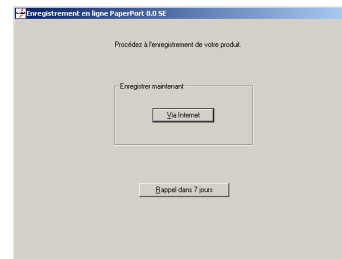 Enregistrement en ligne PaperPort 8.0 SE
Procédez à l'enregistrement de votre produit.
Enregistrer maintenant
Via Internet
Rappel dans 7 jours